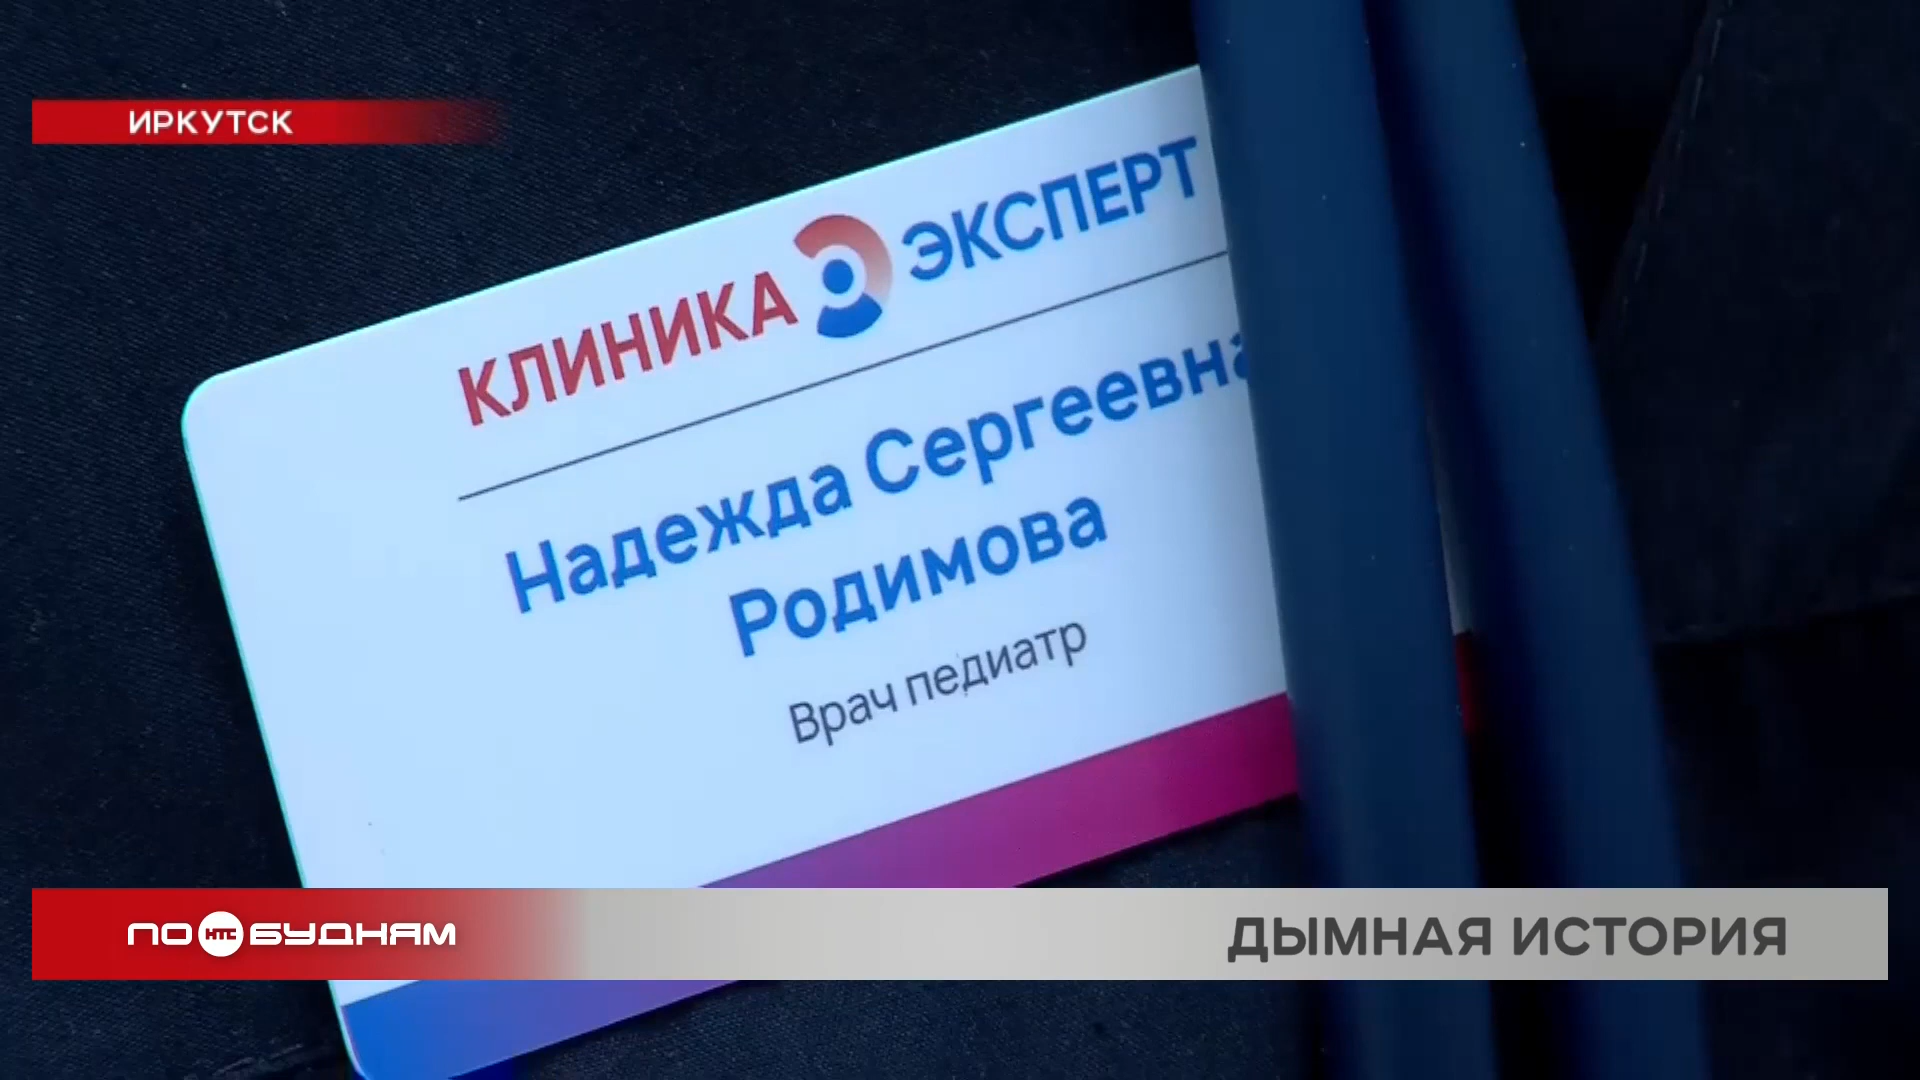 ИРКУТСК
КЛИНИКА ЭКСПЕРТ
Надежда Сергеевна
Родимова
Врач педиатр
ПО НТС БУДНЯМ
ДЫМНАЯ ИСТОРИЯ